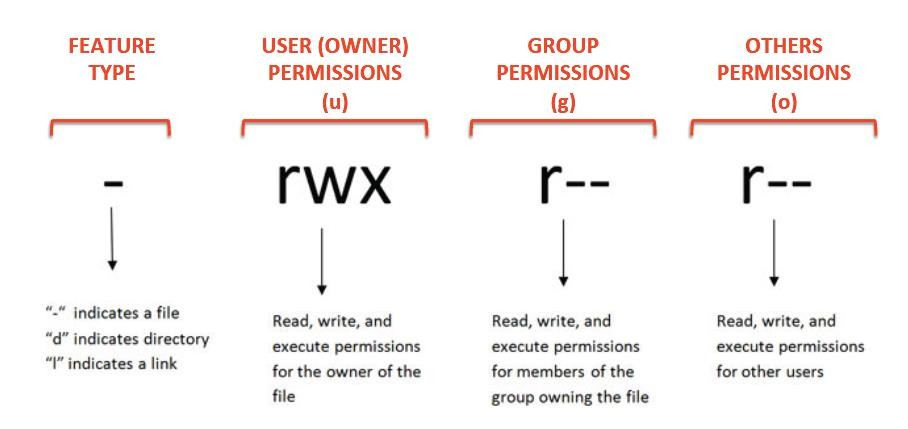 FEATURE
TYPE
USER (OWNER)
PERMISSIONS
(u)
GROUP
PERMISSIONS
(g)
OTHERS
PERMISSIONS
(o)
-
rwx
r--
r--
“-“ indicates a file
“d” indicates directory
“l” indicates a link
Read, write, and
execute permissions
for the owner of the
file
Read, write, and
execute permissions
for members of the
group owning the file
Read, write, and
execute permissions
for other users